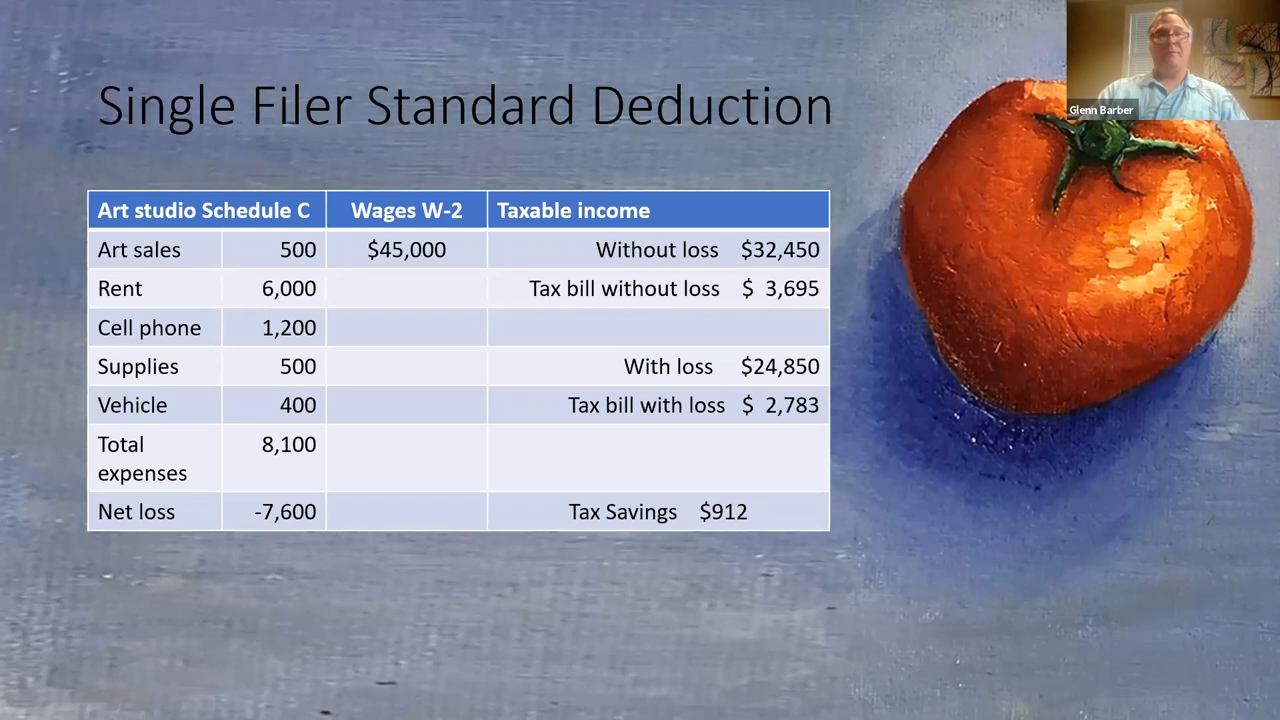 Glenn Barber
Single Filer Standard Deduction
Art studio Schedule C Wages W-2 Taxable income
Art sales 500 $45,000 Without loss $32,450
Rent 6,000 Tax bill without loss $ 3,695
Cell phone 1,200
Supplies 500 With loss $24,850
Vehicle 400 Tax bill with loss $ 2,783
Total 8,100
expenses
Net loss -7,600 Tax Savings $912